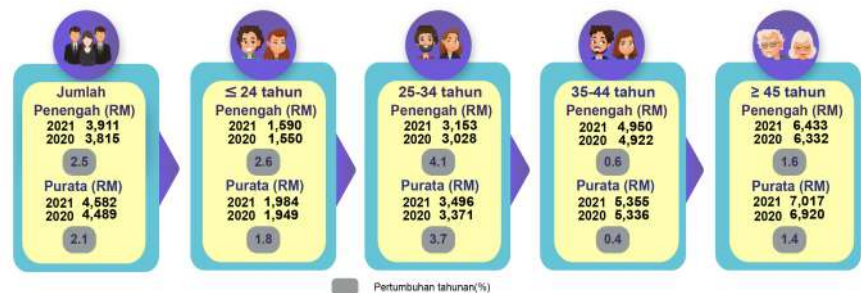 Jumlah
Penengah (RM)
2021 3,911
2020 3,815
2.5
Purata (RM)
2021 4,582
2020 4,489
2.1
≤ 24 tahun
Penengah (RM)
2021 1,590
2020 1,550
2.6
Purata (RM)
2021 1,984
2020 1,949
1.8
25-34 tahun
Penengah (RM)
2021 3,153
2020 3,028
4.1
Purata (RM)
2021 3,496
2020 3,371
3.7
35-44 tahun
Penengah (RM)
2021 4,950
2020 4,922
0.6
Purata (RM)
2021 5,355
2020 5,336
0.4
≥ 45 tahun
Penengah (RM)
2021 6,433
2020 6,332
1.6
Purata (RM)
2021 7,017
2020 6,920
1.4
Pertumbuhan tahunan(%)